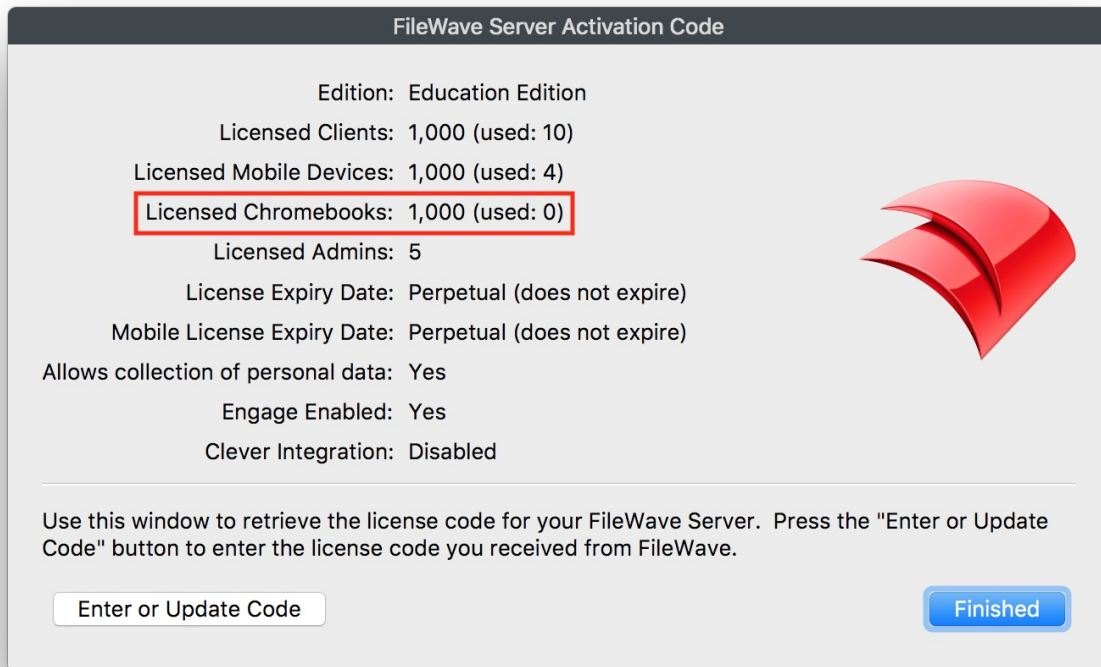 FileWave Server Activation Code
Edition: Education Edition
Licensed Clients: 1,000 (used: 10)
Licensed Mobile Devices: 1,000 (used: 4)
Licensed Chromebooks: 1,000 (used: 0)
Licensed Admins: 5
License Expiry Date: Perpetual (does not expire)
Mobile License Expiry Date: Perpetual (does not expire)
Allows collection of personal data: Yes
Engage Enabled: Yes
Clever Integration: Disabled
Use this window to retrieve the license code for your FileWave Server.  Press the "Enter or Update
Code" button to enter the license code you received from FileWave.
Enter or Update Code
Finished